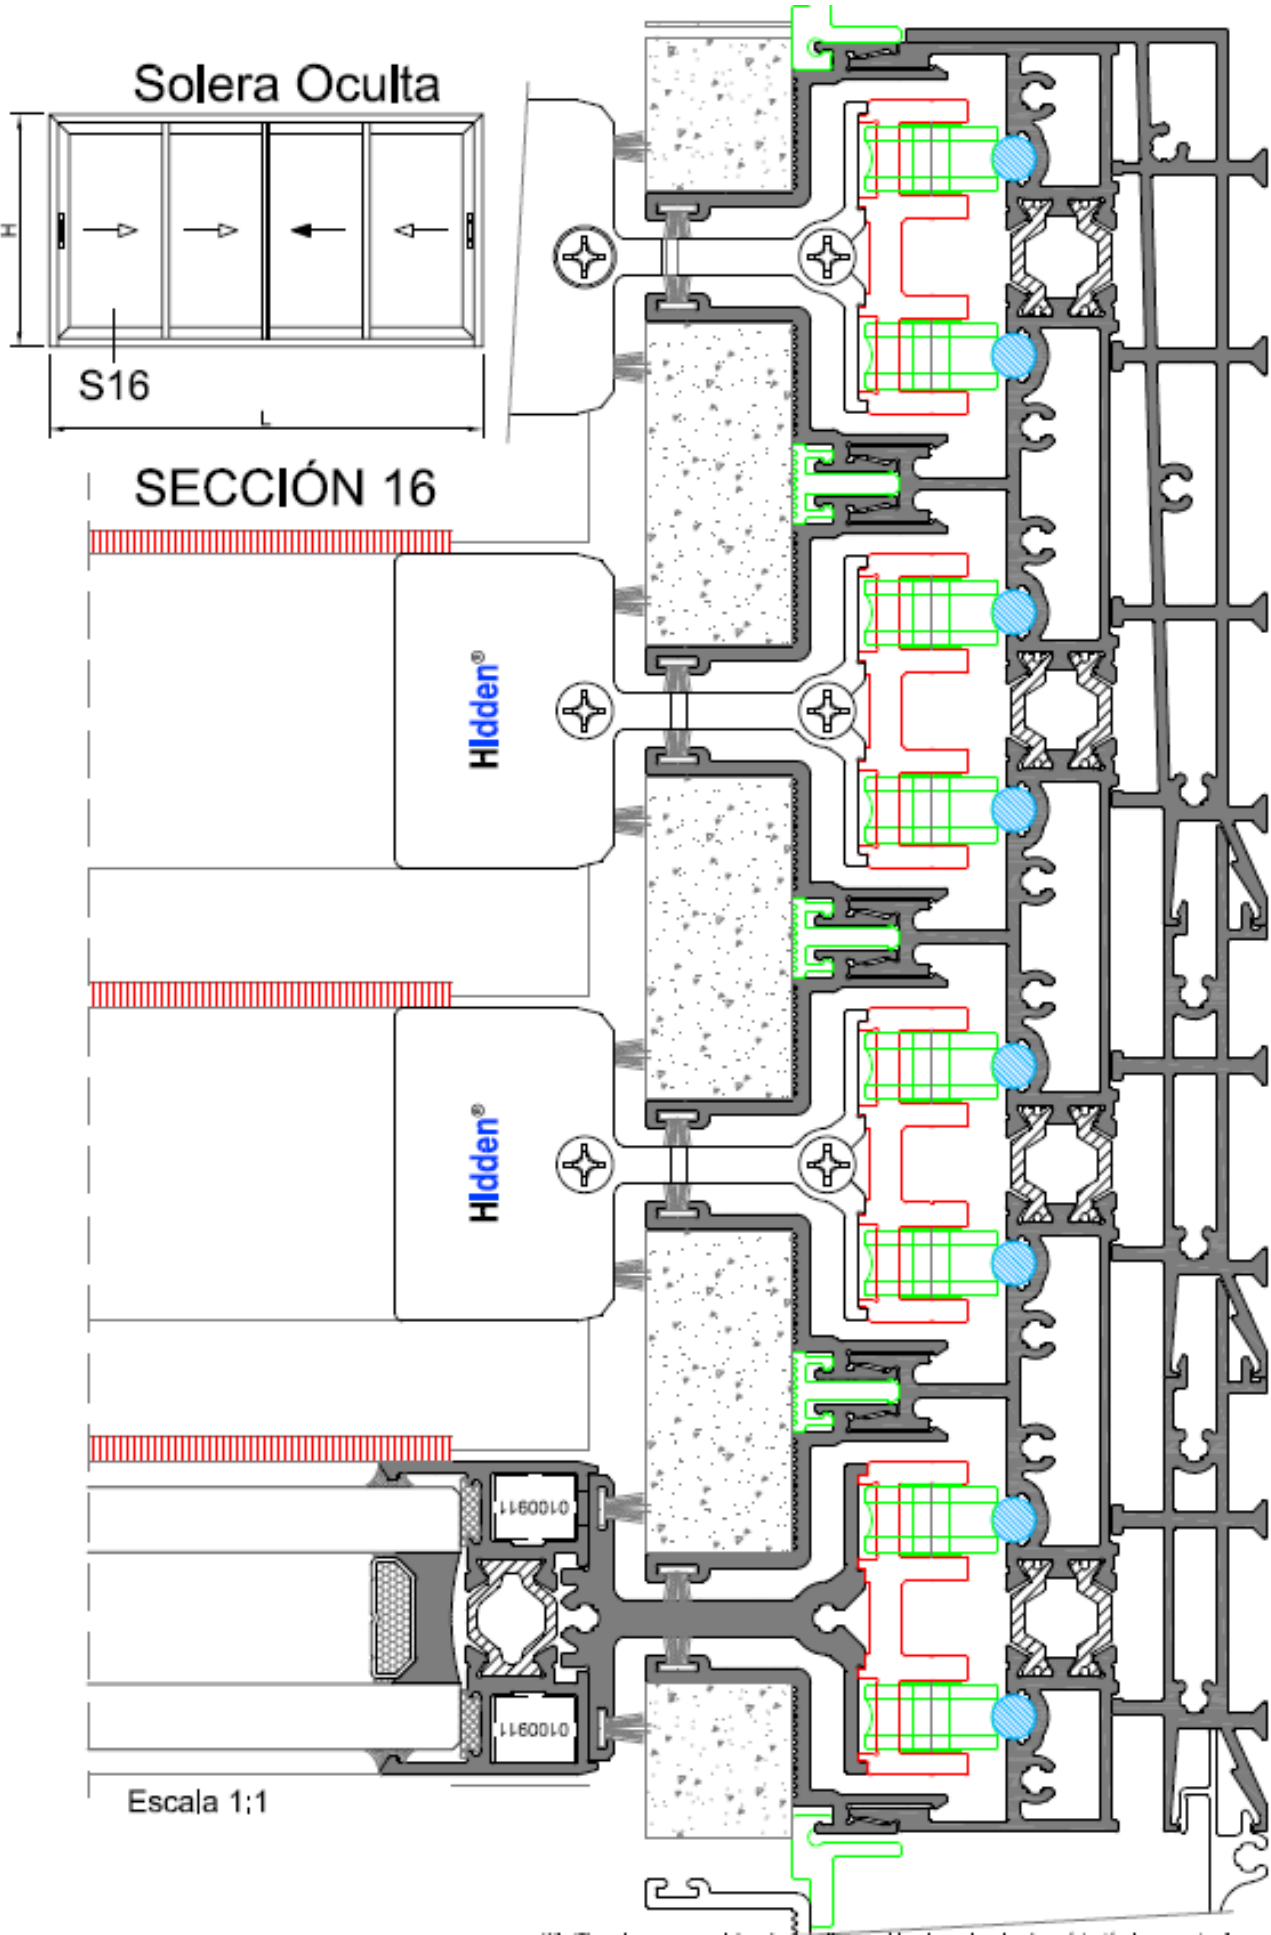 Solera Oculta
H
S16
L
SECCIÓN 16
HIdden®
HIdden®
0100911
0100911
Escala 1:1